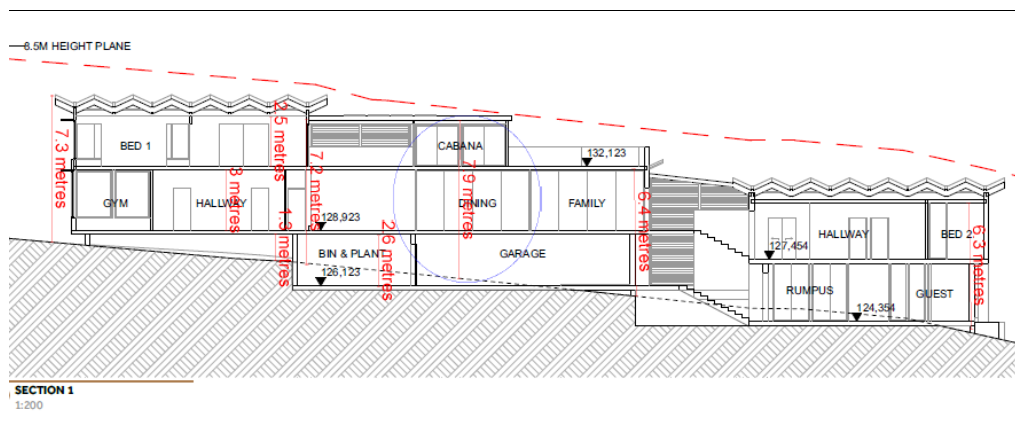 8.5M HEIGHT PLANE
7.3 metres
BED 1
2.5 metres
CABANA
132,123
GYM
HALLWAY
3 metres
7.2 metres
7.9 metres
DINING
FAMILY
6.4 metres
128,923
1.3 metres
2.6 metres
BIN & PLANT
GARAGE
126,123
HALLWAY
BED 2
127,454
6.3 metres
RUMPUS
GUEST
124,354
SECTION 1
1:200